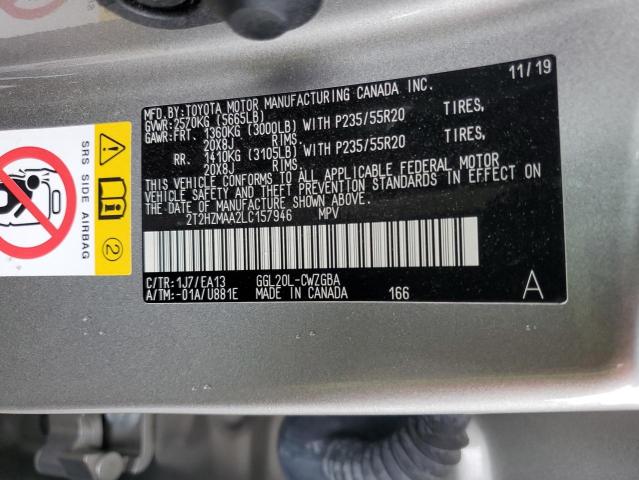 11/19
MFD.BY:TOYOTA MOTOR MANUFACTURING CANADA INC.
GVWR:2570KG (5665LB)
GAWR:FRT. 1360KG (3000LB) WITH P235/55R20 TIRES,
20X8J RIMS
RR. 1410KG (3105LB) WITH P235/55R20 TIRES,
20X8J RIMS
THIS VEHICLE CONFORMS TO ALL APPLICABLE FEDERAL MOTOR
VEHICLE SAFETY AND THEFT PREVENTION STANDARDS IN EFFECT ON
THE DATE OF MANUFACTURE SHOWN ABOVE.
2T2HZMAA2LC157946 MPV
C/TR:1J7/EA13 GGL20L-CWZGBA
A/TM:-01A/U881E MADE IN CANADA 166 A
SRS SIDE AIRBAG
2